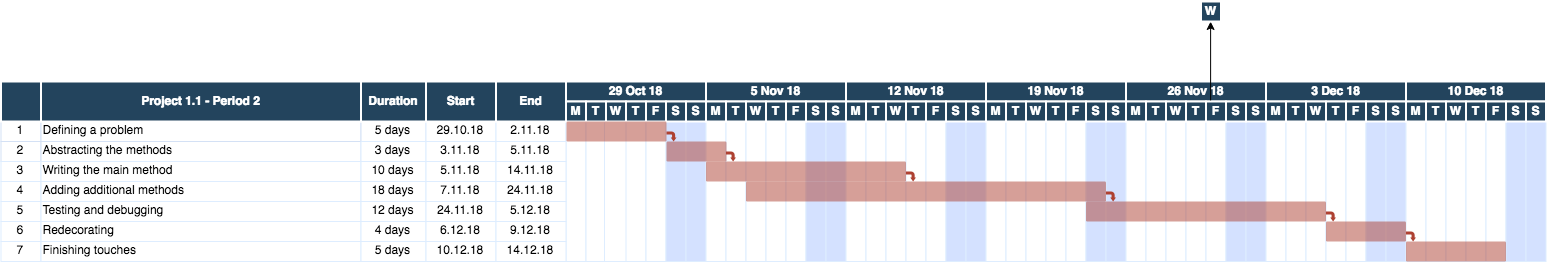 W
Project 1.1 - Period 2 Duration Start End 29 Oct 18 5 Nov 18 12 Nov 18 19 Nov 18 26 Nov 18 3 Dec 18 10 Dec 18
M T W T F S S M T W T F S S M T W T F S S M T W T F S S M T W T F S S M T W T F S S M T W T F S S
1 Defining a problem 5 days 29.10.18 2.11.18
2 Abstracting the methods 3 days 3.11.18 5.11.18
3 Writing the main method 10 days 5.11.18 14.11.18
4 Adding additional methods 18 days 7.11.18 24.11.18
5 Testing and debugging 12 days 24.11.18 5.12.18
6 Redecorating 4 days 6.12.18 9.12.18
7 Finishing touches 5 days 10.12.18 14.12.18